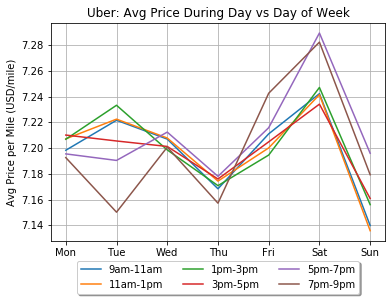 Uber: Avg Price During Day vs Day of Week
Avg Price per Mile (USD/mile)
7.28
7.26
7.24
7.22
7.20
7.18
7.16
7.14
Mon Tue Wed Thu Fri Sat Sun
9am-11am 1pm-3pm 5pm-7pm
11am-1pm 3pm-5pm 7pm-9pm